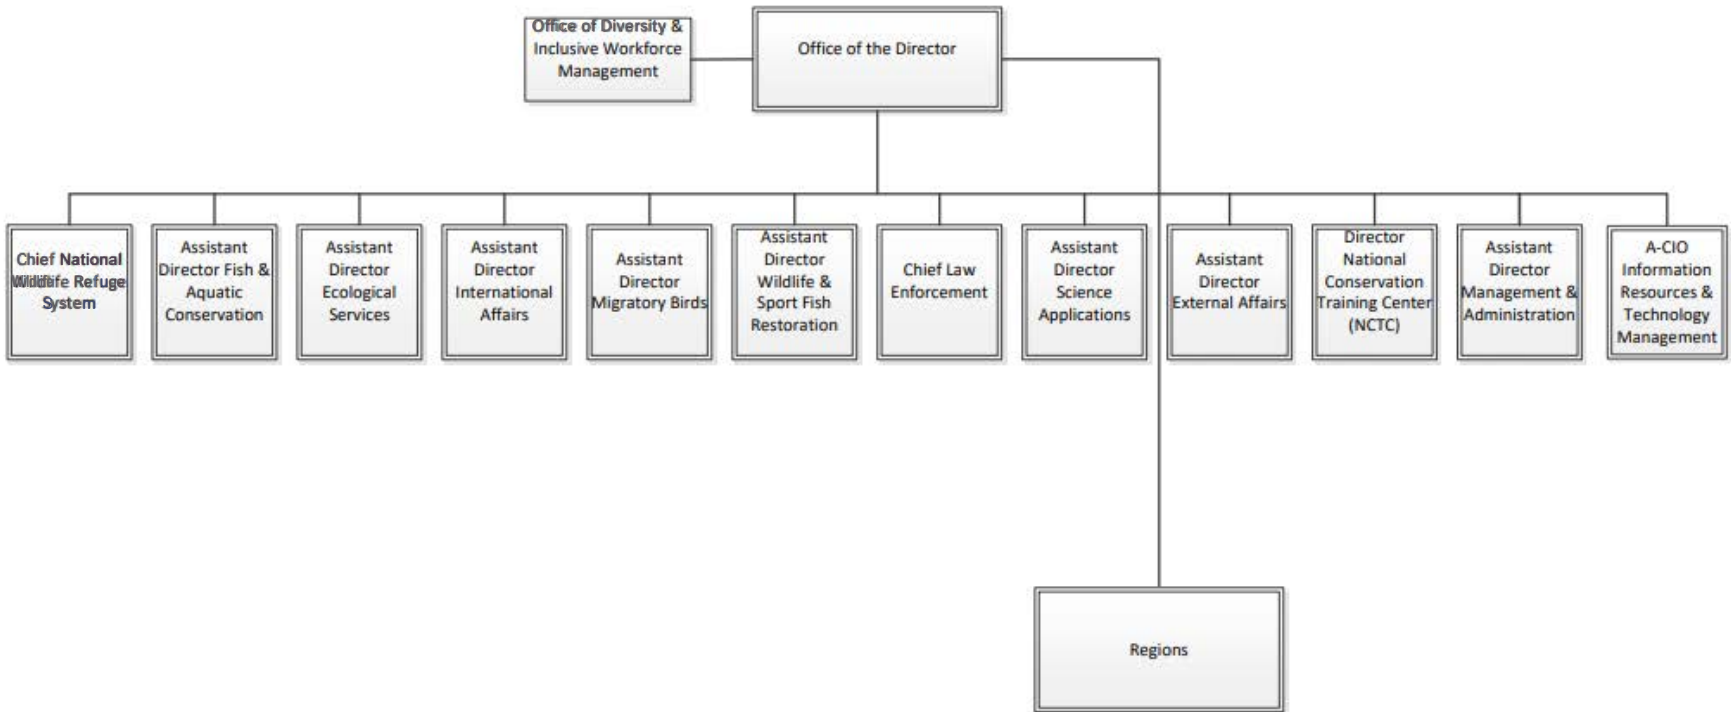 Office of Diversity &
Inclusive Workforce
Management
Office of the Director
Chief National
Wildlife Refuge
System
Assistant
Director Fish &
Aquatic
Conservation
Assistant
Director
Ecological
Services
Assistant
Director
International
Affairs
Assistant
Director
Migratory Birds
Assistant
Director
Wildlife &
Sport Fish
Restoration
Chief Law
Enforcement
Assistant
Director
Science
Applications
Assistant
Director
External Affairs
Director
National
Conservation
Training Center
(NCTC)
Assistant
Director
Management &
Administration
A-CIO
Information
Resources &
Technology
Management
Regions